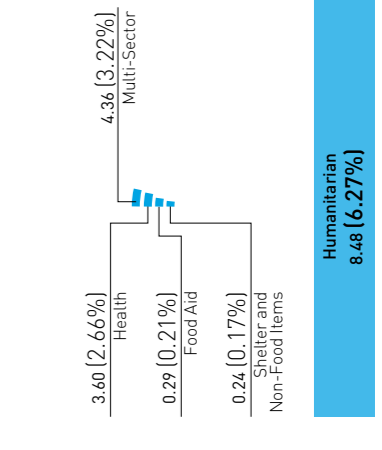 4.36 (3.22%)
Multi-Sector
3.60 (2.66%)
Health
0.29 (0.21%)
Food Aid
0.24 (0.17%)
Shelter and
Non-Food Items
Humanitarian
8.48 (6.27%)